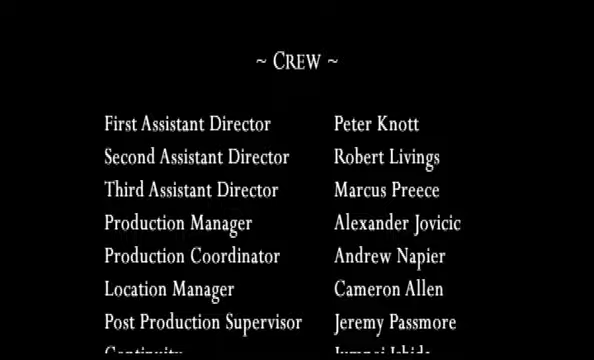 ~ CREW ~
First Assistant Director Peter Knott
Second Assistant Director Robert Livings
Third Assistant Director Marcus Preece
Production Manager Alexander Jovicic
Production Coordinator Andrew Napier
Location Manager Cameron Allen
Post Production Supervisor Jeremy Passmore
Continuity